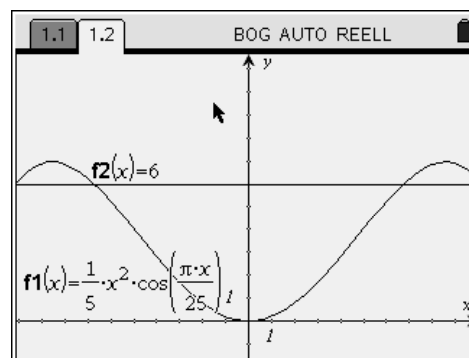 1.1 1.2 BOG AUTO REELL
y
f2(x)=6
f1(x)=1/5·x²·cos(π·x/25)
1
x
1